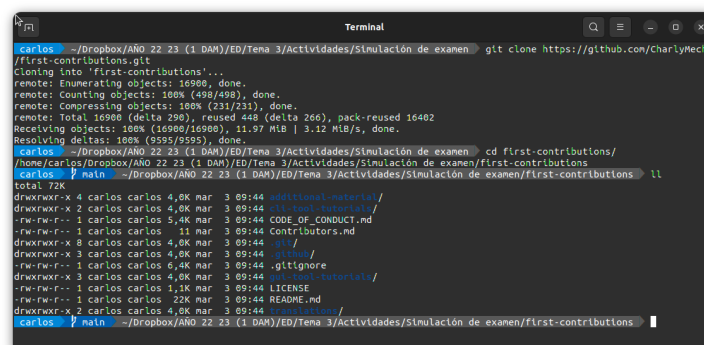 Terminal
carlos ~/Dropbox/AÑO 22 23 (1 DAM)/ED/Tema 3/Actividades/Simulación de examen git clone https://github.com/CharlyMech
/first-contributions.git
Cloning into 'first-contributions'...
remote: Enumerating objects: 16900, done.
remote: Counting objects: 100% (498/498), done.
remote: Compressing objects: 100% (231/231), done.
remote: Total 16900 (delta 290), reused 448 (delta 266), pack-reused 16402
Receiving objects: 100% (16900/16900), 11.97 MiB | 3.12 MiB/s, done.
Resolving deltas: 100% (9595/9595), done.
carlos ~/Dropbox/AÑO 22 23 (1 DAM)/ED/Tema 3/Actividades/Simulación de examen cd first-contributions/
/home/carlos/Dropbox/AÑO 22 23 (1 DAM)/ED/Tema 3/Actividades/Simulación de examen/first-contributions
carlos main ~/Dropbox/AÑO 22 23 (1 DAM)/ED/Tema 3/Actividades/Simulación de examen/first-contributions ll
total 72K
drwxrwxr-x 4 carlos carlos 4,0K mar 3 09:44 additional-material/
drwxrwxr-x 2 carlos carlos 4,0K mar 3 09:44 cli-tool-tutorials/
-rw-rw-r-- 1 carlos carlos 5,4K mar 3 09:44 CODE_OF_CONDUCT.md
-rw-rw-r-- 1 carlos carlos 11 mar 3 09:44 Contributors.md
drwxrwxr-x 8 carlos carlos 4,0K mar 3 09:44 .git/
drwxrwxr-x 3 carlos carlos 4,0K mar 3 09:44 .github/
-rw-rw-r-- 1 carlos carlos 6,4K mar 3 09:44 .gitignore
drwxrwxr-x 3 carlos carlos 4,0K mar 3 09:44 gui-tool-tutorials/
-rw-rw-r-- 1 carlos carlos 1,1K mar 3 09:44 LICENSE
-rw-rw-r-- 1 carlos carlos 22K mar 3 09:44 README.md
drwxrwxr-x 2 carlos carlos 4,0K mar 3 09:44 translations/
carlos main ~/Dropbox/AÑO 22 23 (1 DAM)/ED/Tema 3/Actividades/Simulación de examen/first-contributions